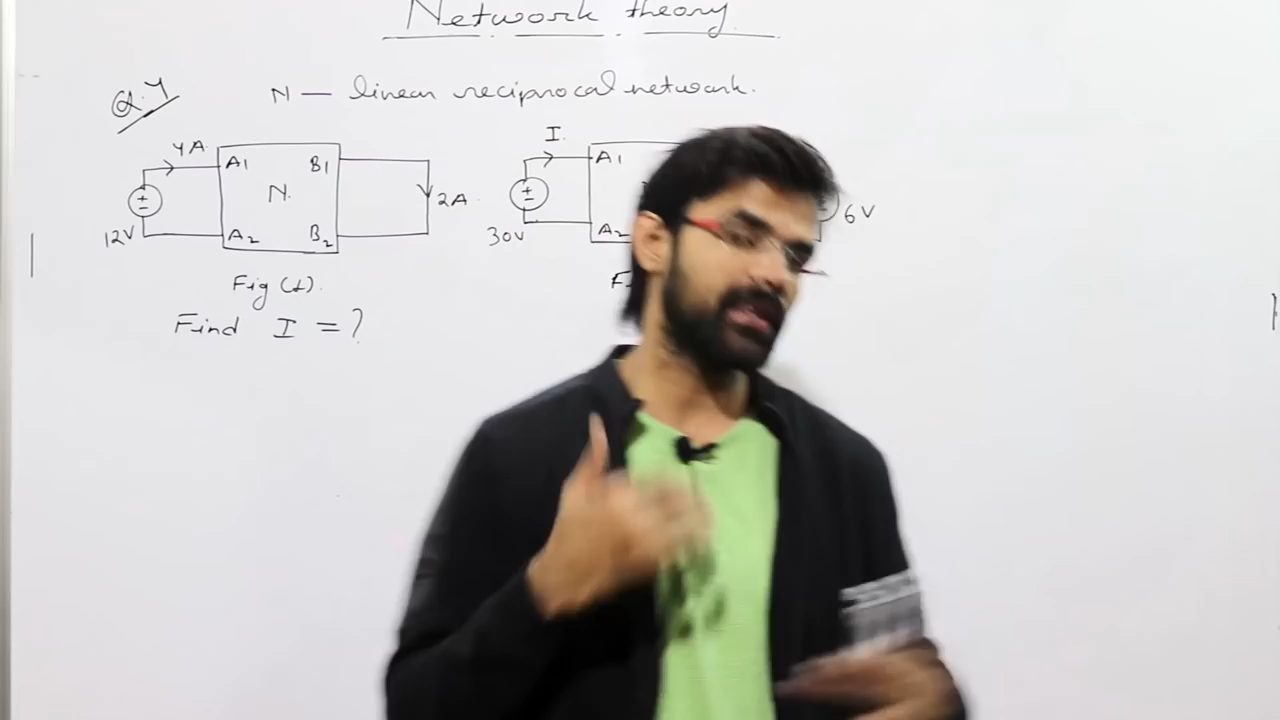 Network theory
Q.4
N — linear reciprocal network.
4A. A1 B1 N. 2A 12V A2 B2
I. A1 30V A2 6V
Fig (1). F
Find I = ?